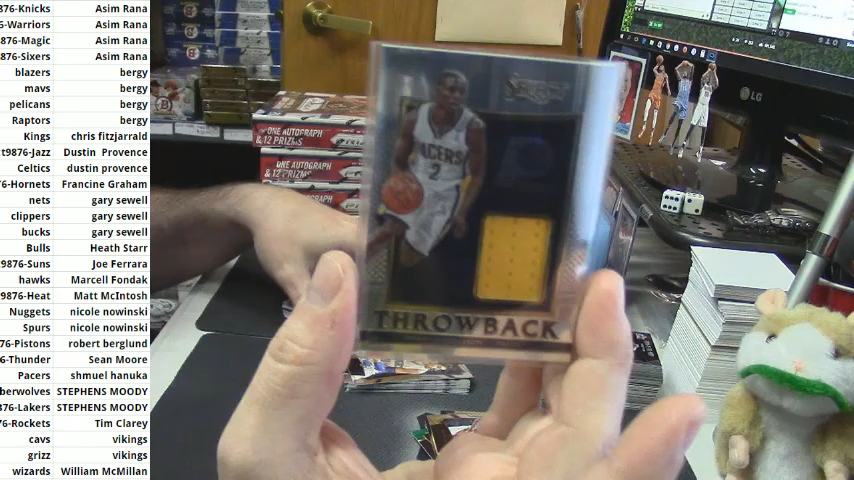 876-Knicks Asim Rana
-Warriors Asim Rana
876-Magic Asim Rana
876-Sixers Asim Rana
blazers bergy
mavs bergy
pelicans bergy
Raptors bergy
Kings chris fitzjarrald
t9876-Jazz Dustin Provence
Celtics dustin provence
76-Hornets Francine Graham
nets gary sewell
clippers gary sewell
bucks gary sewell
Bulls Heath Starr
t9876-Suns Joe Ferrara
hawks Marcell Fondak
9876-Heat Matt McIntosh
Nuggets nicole nowinski
Spurs nicole nowinski
76-Pistons robert berglund
6-Thunder Sean Moore
Pacers shmuel hanuka
berwolves STEPHENS MOODY
876-Lakers STEPHENS MOODY
76-Rockets Tim Clarey
cavs vikings
grizz vikings
wizards William McMillan
ONE AUTOGRAPH
& 12 PRIZMS
ONE AUTOGRAPH
& 12 PRIZMS
SELECT
PACERS
2
THROWBACK
LG